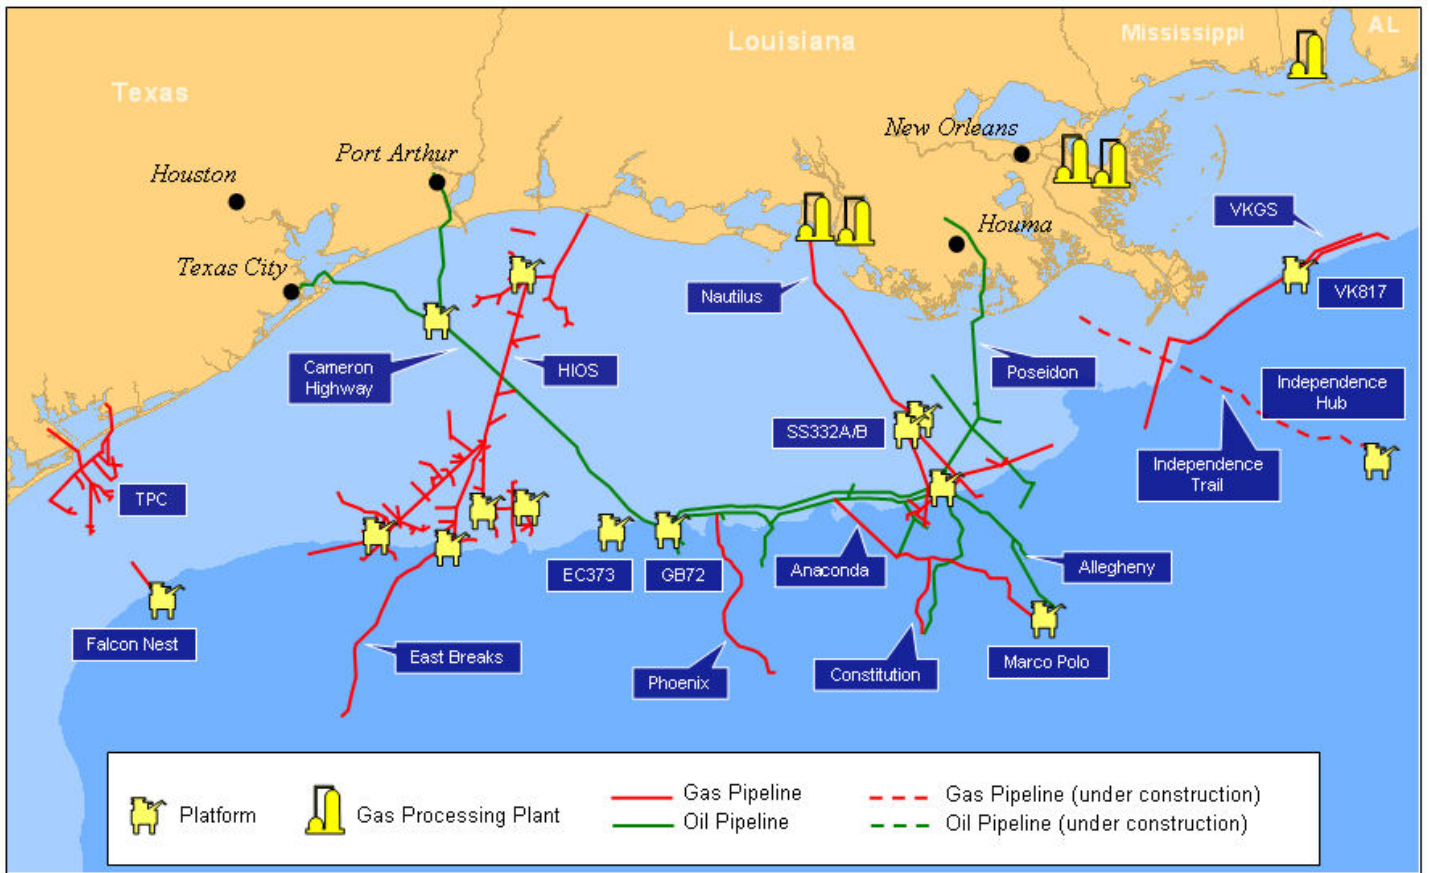 Louisiana
Mississippi
AL
Texas
New Orleans
Port Arthur
Houston
VKGS
Houma
Texas City
Nautilus
VK817
Cameron
Highway
HIOS
Poseidon
Independence
Hub
SS332A/B
Independence
Trail
TPC
EC373
GB72
Anaconda
Allegheny
Falcon Nest
East Breaks
Phoenix
Constitution
Marco Polo
Platform
Gas Processing Plant
Gas Pipeline
Oil Pipeline
Gas Pipeline (under construction)
Oil Pipeline (under construction)